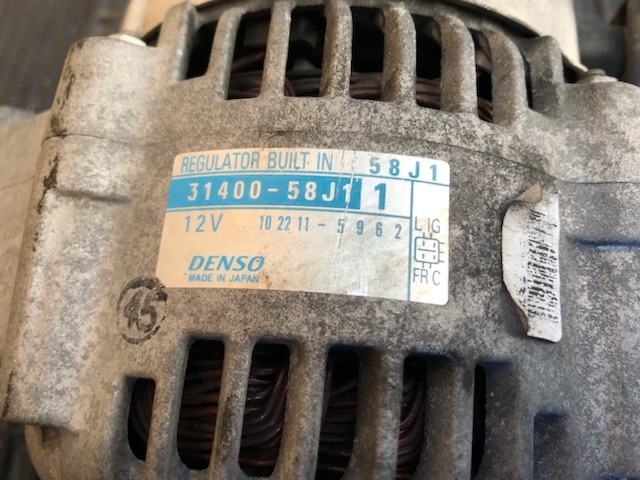 REGULATOR BUILT IN 58J1
31400-58J1 1
12V 102211-5962
L IG
DENSO
MADE IN JAPAN
FR C
45